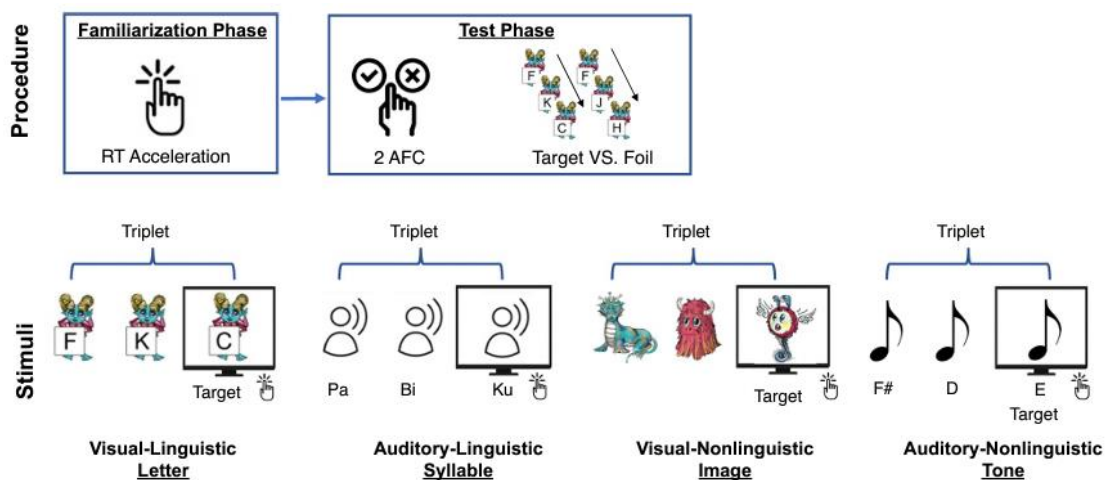 Procedure
Familiarization Phase
RT Acceleration
Test Phase
2 AFC
F F
K J
C H
Target VS. Foil
Stimuli
Triplet
F K C
Target
Visual-Linguistic
Letter
Triplet
Pa Bi Ku
Auditory-Linguistic
Syllable
Triplet
Target
Visual-Nonlinguistic
Image
Triplet
F# D E
Target
Auditory-Nonlinguistic
Tone